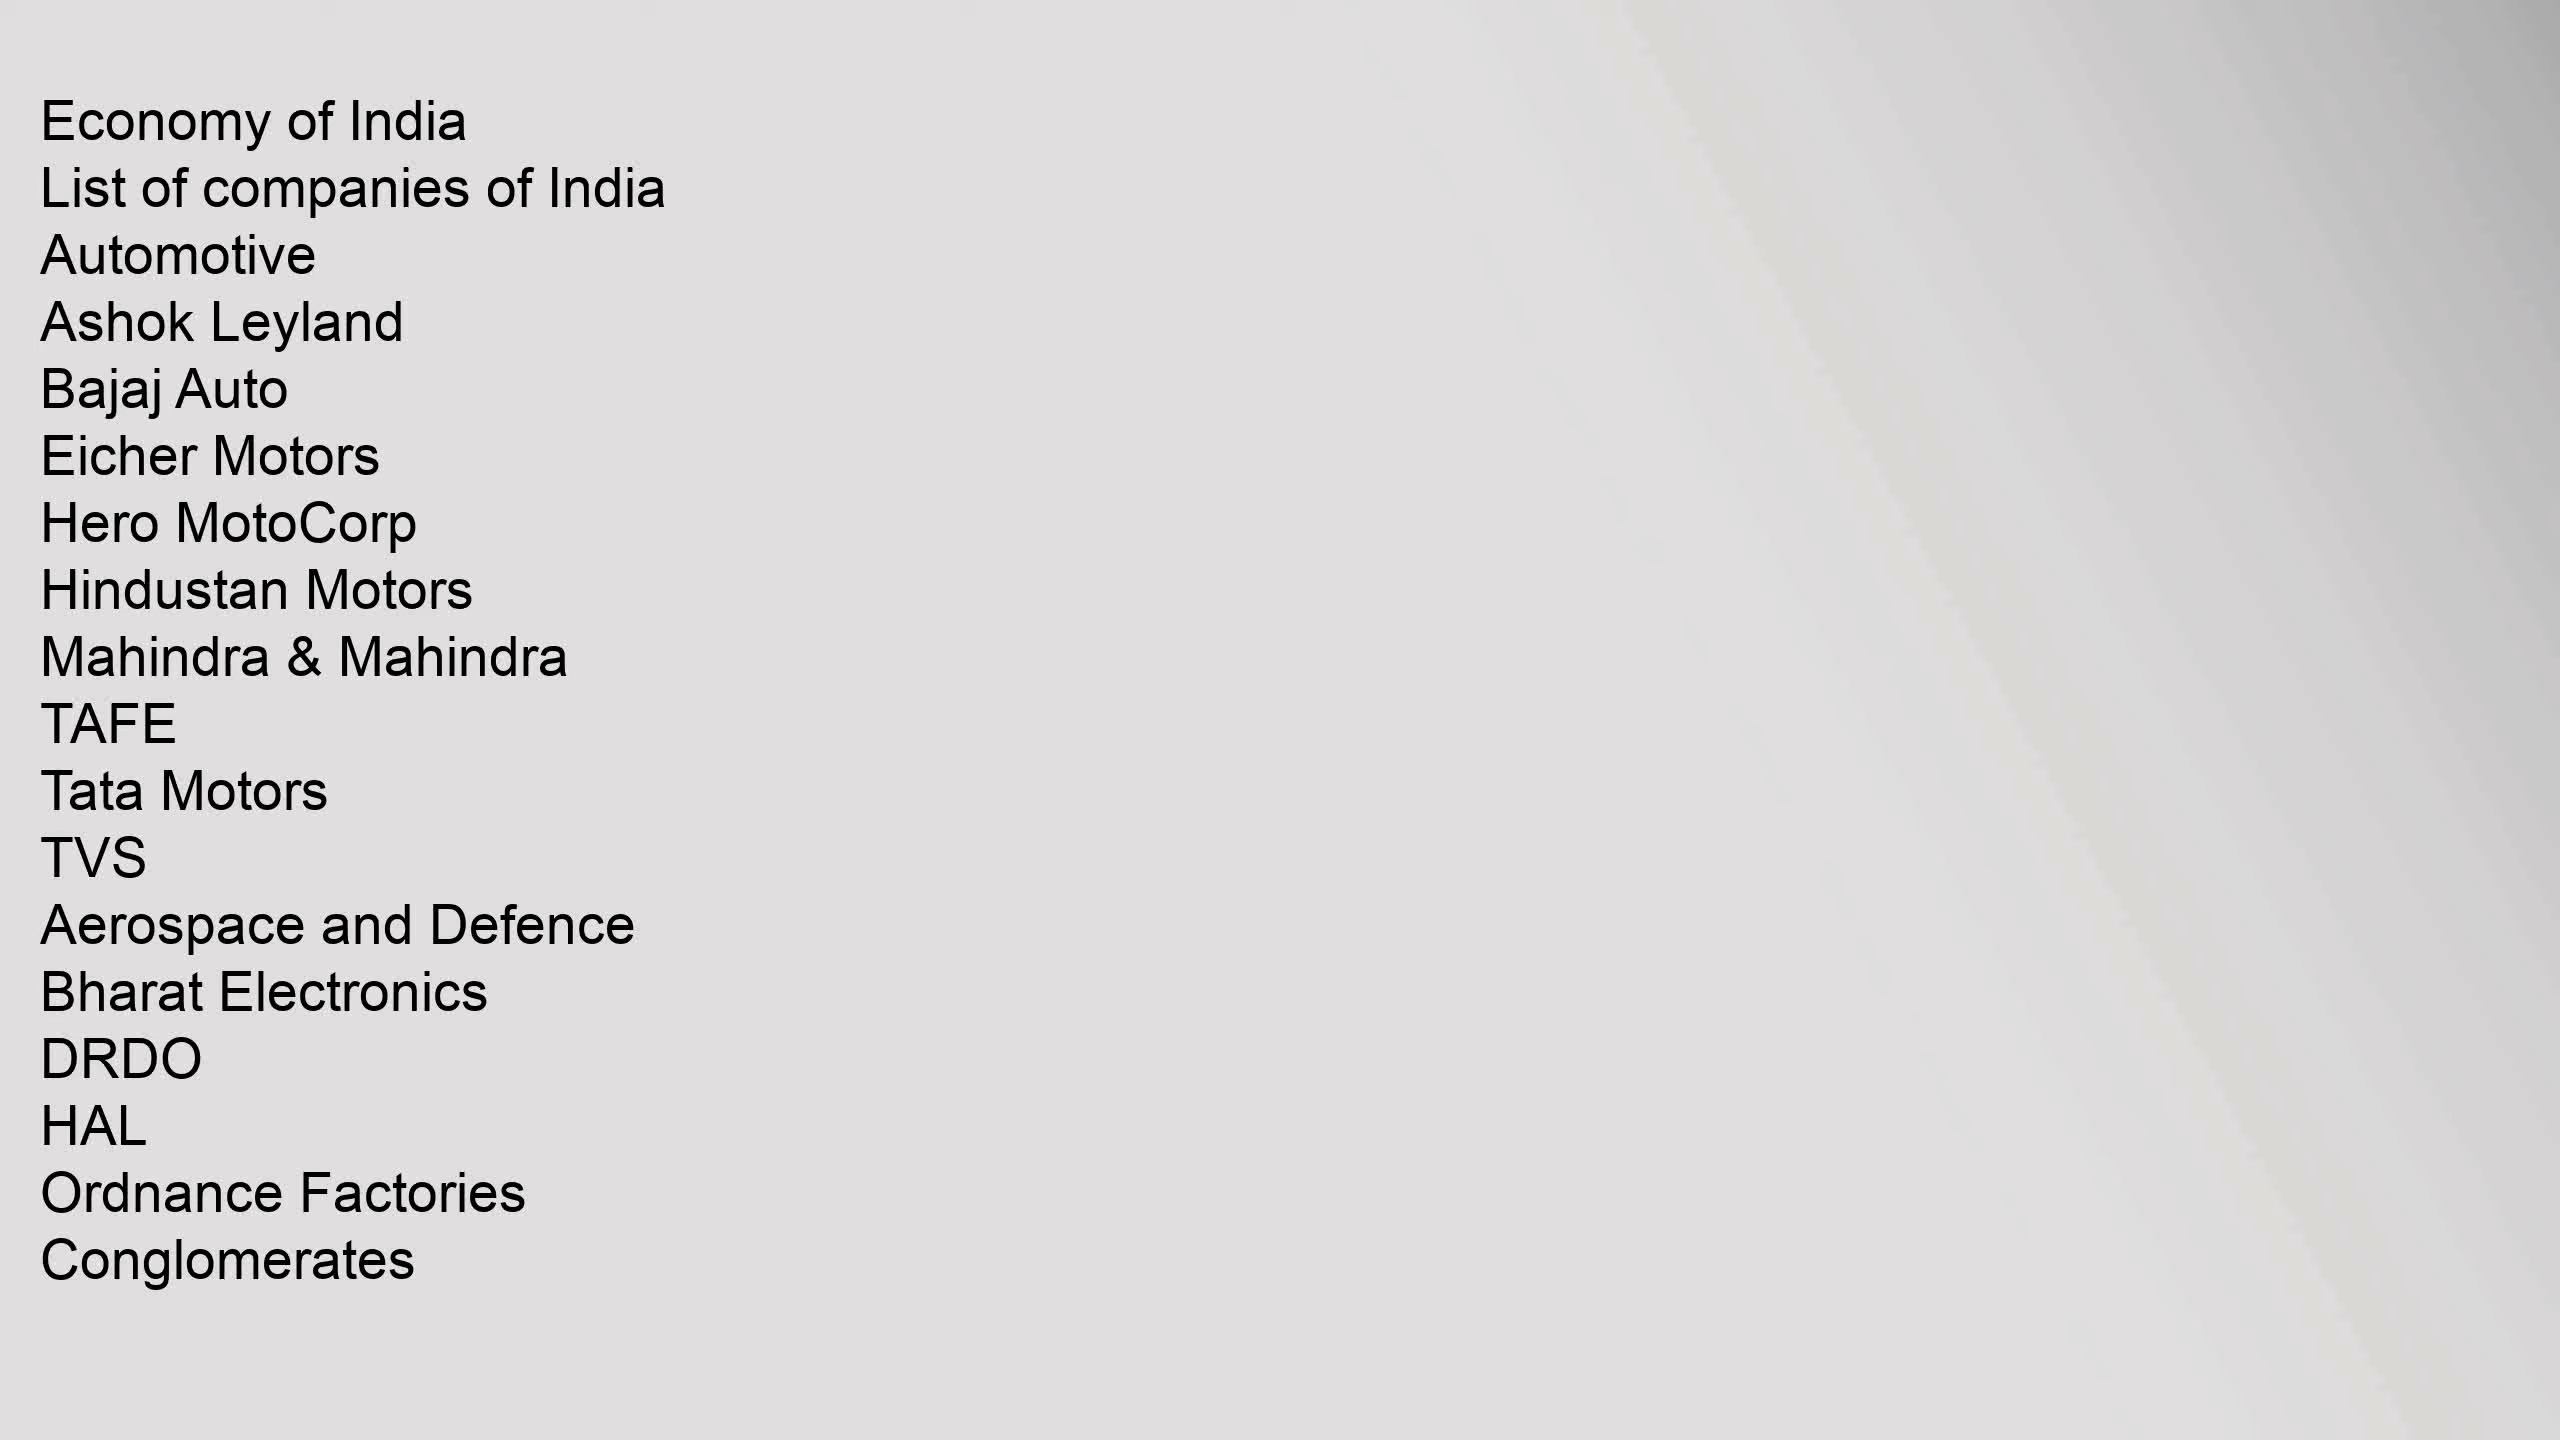 Economy of India
List of companies of India
Automotive
Ashok Leyland
Bajaj Auto
Eicher Motors
Hero MotoCorp
Hindustan Motors
Mahindra & Mahindra
TAFE
Tata Motors
TVS
Aerospace and Defence
Bharat Electronics
DRDO
HAL
Ordnance Factories
Conglomerates